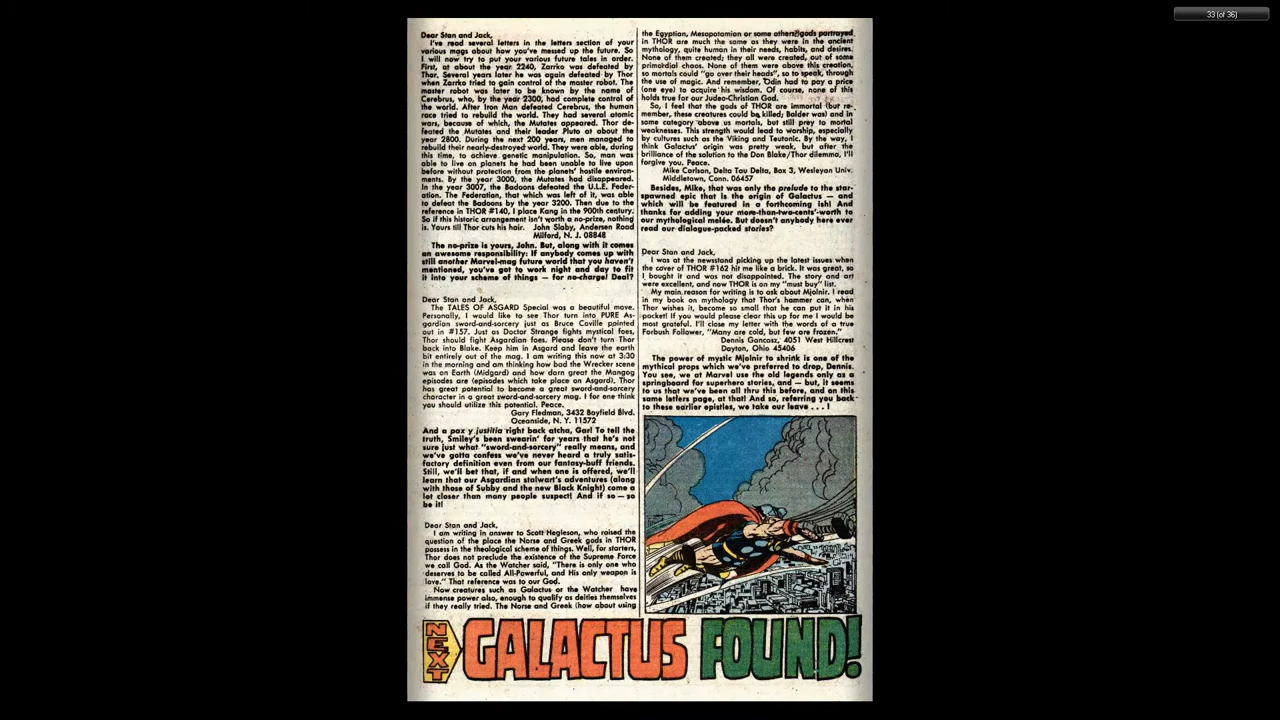 33 (of 36)
Dear Stan and Jack,
I've read several letters in the letters section of your
various mags about how you've messed up the future. So
I will now try to put your various future tales in order.
First, at about the year 2240, Zarrko was defeated by
Thor. Several years later he was again defeated by Thor
when Zarrko tried to gain control of the master robot. The
master robot was later to be known by the name of
Cerebrus, who, by the year 2300, had complete control of
the world. After Iron Man defeated Cerebrus, the human
race tried to rebuild the world. They had several atomic
wars, because of which, the Mutates appeared. Thor de-
feated the Mutates and their leader Pluto at about the
year 2800. During the next 200 years, men managed to
rebuild their nearly-destroyed world. They were able, during
this time, to achieve genetic manipulation. So, man was
able to live on planets he had been unable to live upon
before without protection from the planets' hostile environ-
ments. By the year 3000, the Mutates had disappeared.
In the year 3007, the Badoons defeated the U.L.E. Feder-
ation. The Federation, that which was left of it, was able
to defeat the Badoons by the year 3200. Then due to the
reference in THOR #140, I place Kang in the 900th century.
So if this historic arrangement isn't worth a no-prize, nothing
is. Yours till Thor cuts his hair. John Slaby, Andersen Road
Milford, N. J. 08848
The no-prize is yours, John. But, along with it comes
an awesome responsibility: If anybody comes up with
still another Marvel-mag future world that you haven't
mentioned, you've got to work night and day to fit
it into your scheme of things — for no-charge! Deal?
Dear Stan and Jack,
The TALES OF ASGARD Special was a beautiful move.
Personally, I would like to see Thor turn into PURE As-
gardian sword-and-sorcery just as Bruce Coville pointed
out in #157. Just as Doctor Strange fights mystical foes,
Thor should fight Asgardian foes. Please don't turn Thor
back into Blake. Keep him in Asgard and leave the earth
bit entirely out of the mag. I am writing this now at 3:30
in the morning and am thinking how bad the Wrecker scene
was on Earth (Midgard) and how darn great the Mangog
episodes are (episodes which take place on Asgard). Thor
has great potential to become a great sword-and-sorcery
character in a great sword-and-sorcery mag. I for one think
you should utilize this potential. Peace.
Gary Fledman, 3432 Bayfield Blvd.
Oceanside, N. Y. 11572
And a pax y justitia right back atcha, Gar! To tell the
truth, Smiley's been swearin' for years that he's not
sure just what "sword-and-sorcery" really means, and
we've gotta confess we've never heard a truly satis-
factory definition even from our fantasy-buff friends.
Still, we'll bet that, if and when one is offered, we'll
learn that our Asgardian stalwart's adventures (along
with those of Subby and the new Black Knight) come a
lot closer than many people suspect! And if so — so
be it!
Dear Stan and Jack,
I am writing in answer to Scott Hegleson, who raised the
question of the place the Norse and Greek gods in THOR
possess in the theological scheme of things. Well, for starters,
Thor does not preclude the existence of the Supreme Force
we call God. As the Watcher said, "There is only one who
deserves to be called All-Powerful, and His only weapon is
love." That reference was to our God.
Now creatures such as Galactus or the Watcher have
immense power also, enough to qualify as deities themselves
if they really tried. The Norse and Greek (how about using
the Egyptian, Mesopotamian or some others?) gods portrayed
in THOR are much the same as they were in the ancient
mythology, quite human in their needs, habits, and desires.
None of them created; they all were created, out of some
primordial chaos. None of them were above this creation,
so mortals could "go over their heads", so to speak, through
the use of magic. And remember, Odin had to pay a price
(one eye) to acquire his wisdom. Of course, none of this
holds true for our Judeo-Christian God.
So, I feel that the gods of THOR are immortal (but re-
member, these creatures could be killed; Balder was) and in
some category above us mortals, but still prey to mortal
weaknesses. This strength would lead to worship, especially
by cultures such as the Viking and Teutonic. By the way, I
think Galactus' origin was pretty weak, but after the
brilliance of the solution to the Don Blake/Thor dilemma, I'll
forgive you. Peace.
Mike Carlson, Delta Tau Delta, Box 3, Wesleyan Univ.
Middletown, Conn. 06457
Besides, Mike, that was only the prelude to the star-
spawned epic that is the origin of Galactus — and
which will be featured in a forthcoming ish! And
thanks for adding your more-than-two-cents'-worth to
our mythological melée. But doesn't anybody here ever
read our dialogue-packed stories?
Dear Stan and Jack,
I was at the newsstand picking up the latest issues when
the cover of THOR #162 hit me like a brick. It was great, so
I bought it and was not disappointed. The story and art
were excellent, and now THOR is on my "must buy" list.
My main reason for writing is to ask about Mjolnir. I read
in my book on mythology that Thor's hammer can, when
Thor wishes it, become so small that he can put it in his
pocket! If you would please clear this up for me I would be
most grateful. I'll close my letter with the words of a true
Forbush Follower, "Many are cold, but few are frozen."
Dennis Gancasz, 4051 West Hillcrest
Dayton, Ohio 45406
The power of mystic Mjolnir to shrink is one of the
mythical props which we've preferred to drop, Dennis.
You see, we at Marvel use the old legends only as a
springboard for superhero stories, and — but, it seems
to us that we've been all thru this before, and on this
same letters page, at that! And so, referring you back
to these earlier epistles, we take our leave . . . !
NEXT
GALACTUS FOUND!